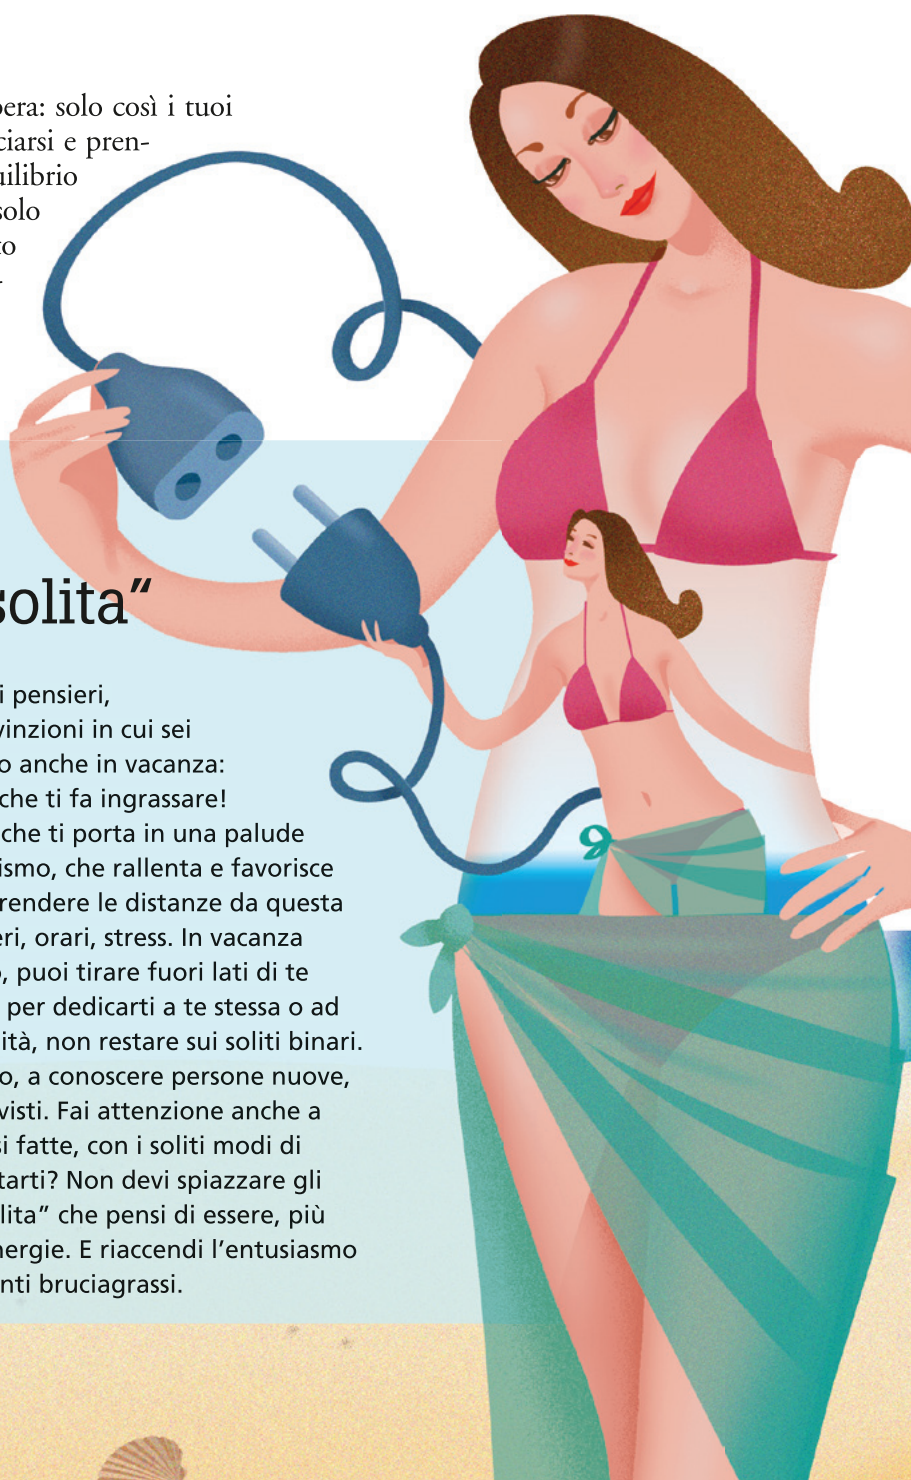 pera: solo così i tuoi
ciarsi e pren-
uilibrio
solo
to
-
solita”
i pensieri,
vinzioni in cui sei
o anche in vacanza:
che ti fa ingrassare!
che ti porta in una palude
ismo, che rallenta e favorisce
rendere le distanze da questa
eri, orari, stress. In vacanza
o, puoi tirare fuori lati di te
per dedicarti a te stessa o ad
ità, non restare sui soliti binari.
o, a conoscere persone nuove,
visti. Fai attenzione anche a
si fatte, con i soliti modi di
tarti? Non devi spiazzare gli
lita” che pensi di essere, più
nergie. E riaccendi l’entusiasmo
nti bruciagrassi.